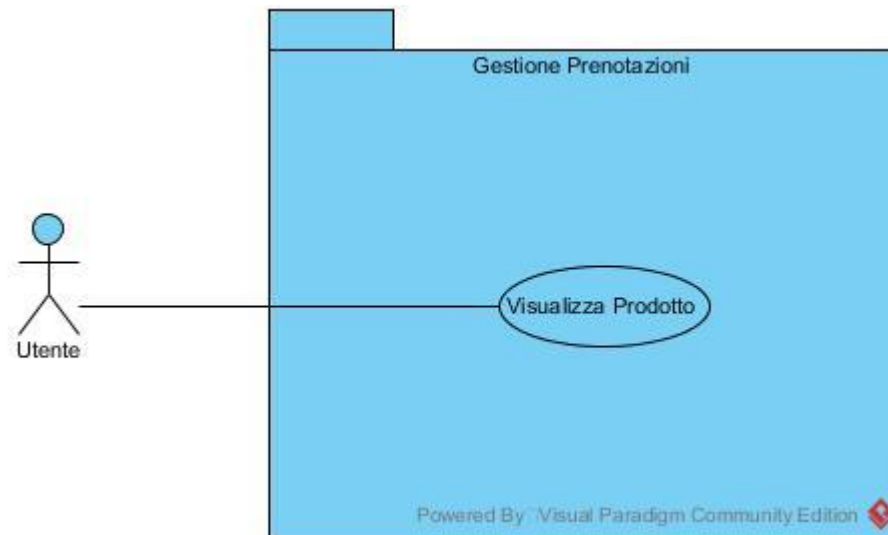 Gestione Prenotazioni
Visualizza Prodotto
Utente
Powered By Visual Paradigm Community Edition